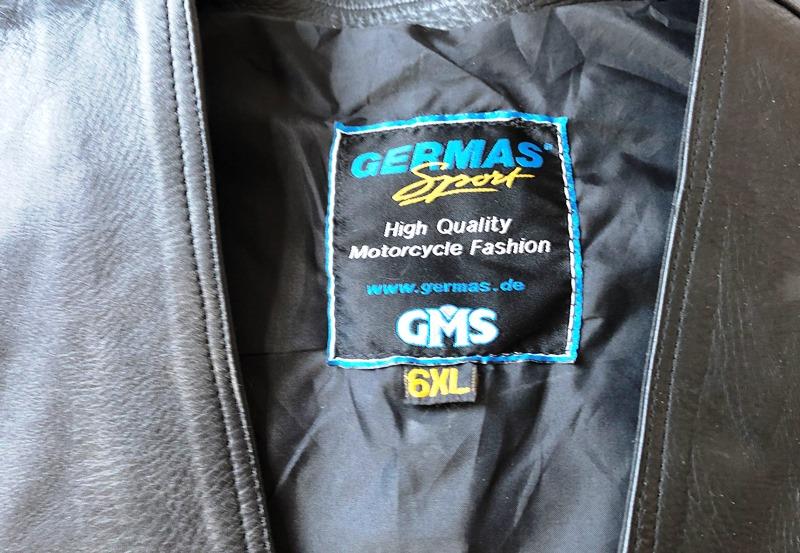 GERMAS
Sport
High Quality
Motorcycle Fashion
www.germas.de
GMS
6XL